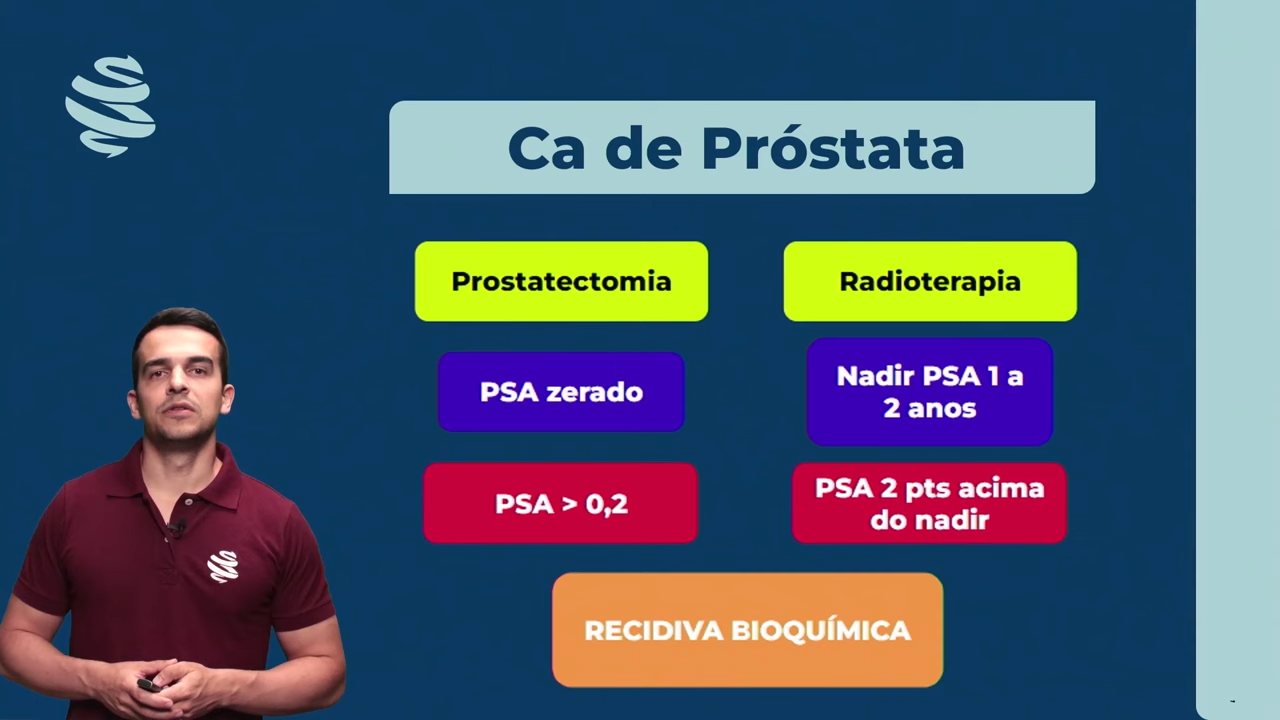 Ca de Próstata
Prostatectomia
Radioterapia
PSA zerado
Nadir PSA 1 a
2 anos
PSA > 0,2
PSA 2 pts acima
do nadir
RECIDIVA BIOQUÍMICA